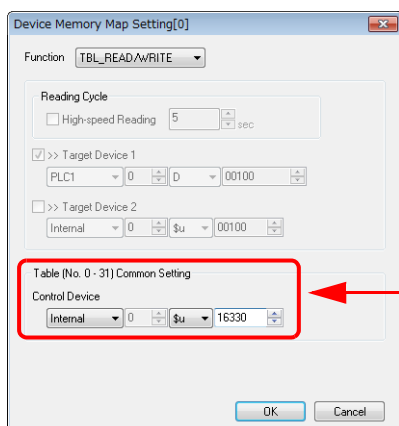 Device Memory Map Setting[0]
Function TBL_READ/WRITE
Reading Cycle
High-speed Reading 5 sec
>> Target Device 1
PLC1 0 D 00100
>> Target Device 2
Internal 0 $u 00100
Table (No. 0 - 31) Common Setting
Control Device
Internal 0 $u 16330
OK Cancel